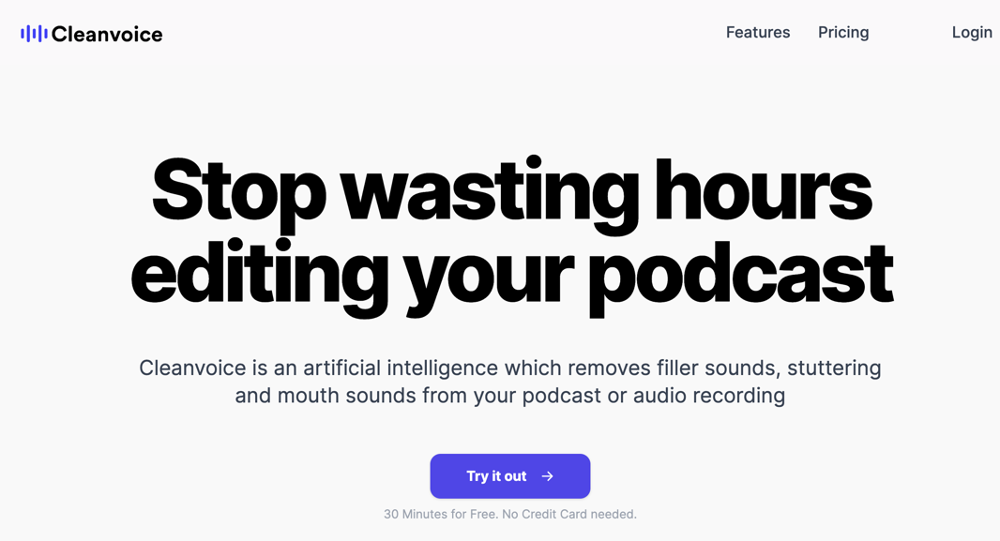 Cleanvoice
Features
Pricing
Login
Stop wasting hours
editing your podcast
Cleanvoice is an artificial intelligence which removes filler sounds, stuttering
and mouth sounds from your podcast or audio recording
Try it out →
30 Minutes for Free. No Credit Card needed.